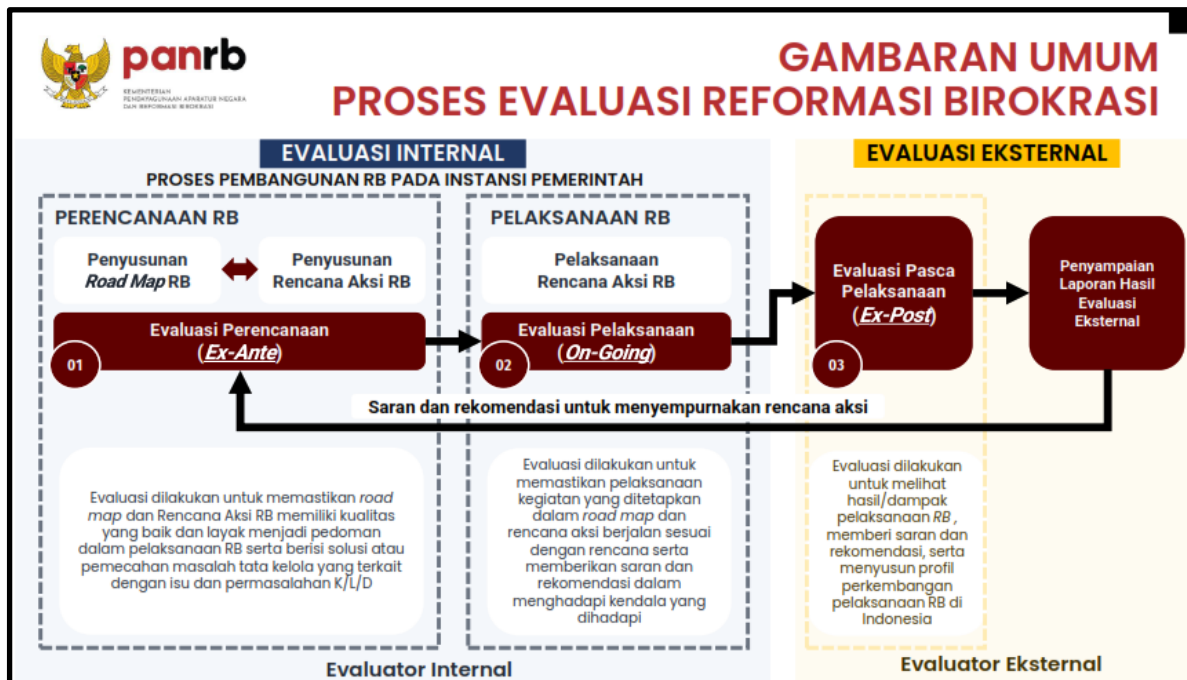 panrb
KEMENTERIAN
PENDAYAGUNAAN APARATUR NEGARA
DAN REFORMASI BIROKRASI
GAMBARAN UMUM
PROSES EVALUASI REFORMASI BIROKRASI
EVALUASI INTERNAL
PROSES PEMBANGUNAN RB PADA INSTANSI PEMERINTAH
PERENCANAAN RB
Penyusunan
Road Map RB
Penyusunan
Rencana Aksi RB
Evaluasi Perencanaan
(Ex-Ante)
01
PELAKSANAAN RB
Pelaksanaan
Rencana Aksi RB
Evaluasi Pelaksanaan
(On-Going)
02
EVALUASI EKSTERNAL
Evaluasi Pasca
Pelaksanaan
(Ex-Post)
03
Penyampaian
Laporan Hasil
Evaluasi
Eksternal
Saran dan rekomendasi untuk menyempurnakan rencana aksi
Evaluasi dilakukan untuk memastikan road
map dan Rencana Aksi RB memiliki kualitas
yang baik dan layak menjadi pedoman
dalam pelaksanaan RB serta berisi solusi atau
pemecahan masalah tata kelola yang terkait
dengan isu dan permasalahan K/L/D
Evaluasi dilakukan untuk
memastikan pelaksanaan
kegiatan yang ditetapkan
dalam road map dan
rencana aksi berjalan sesuai
dengan rencana serta
memberikan saran dan
rekomendasi dalam
menghadapi kendala yang
dihadapi
Evaluasi dilakukan
untuk melihat
hasil/dampak
pelaksanaan RB ,
memberi saran dan
rekomendasi, serta
menyusun profil
perkembangan
pelaksanaan RB di
Indonesia
Evaluator Internal
Evaluator Eksternal